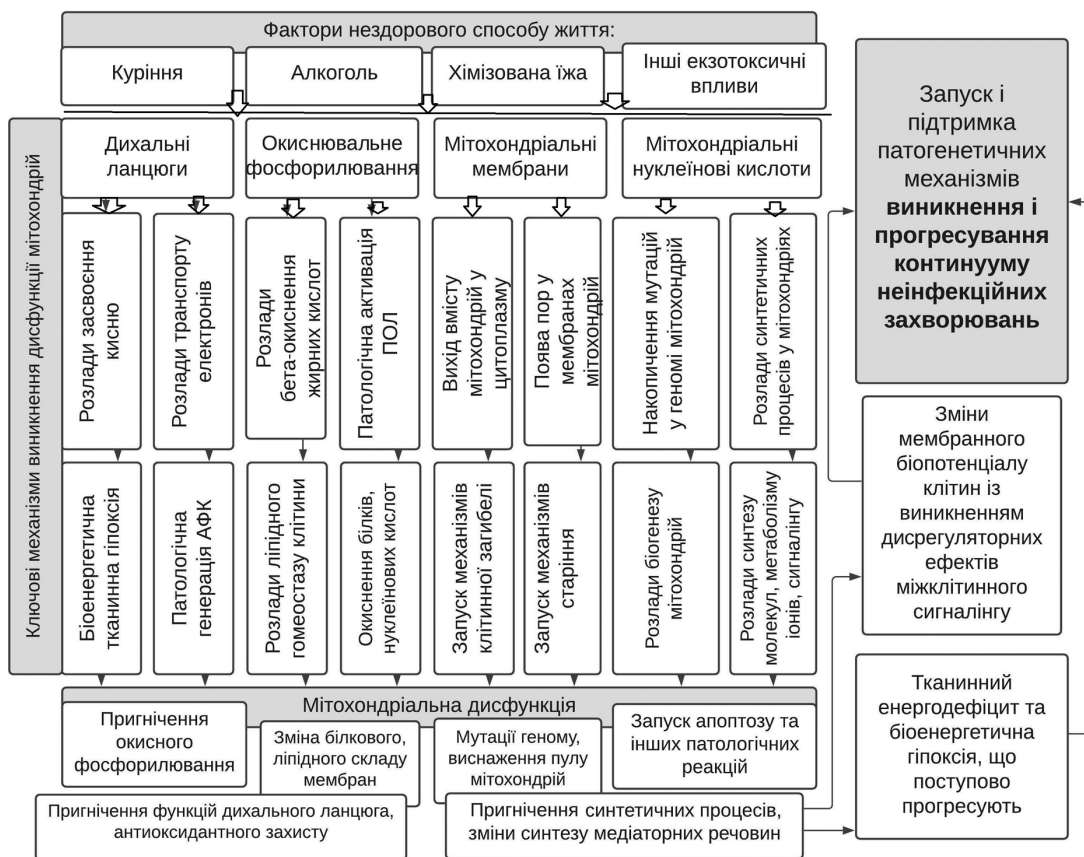 Фактори нездорового способу життя:
Куріння
Алкоголь
Хімізована їжа
Інші екзотоксичні
впливи
Ключові механізми виникнення дисфункції мітохондрій
Дихальні
ланцюги
Окиснювальне
фосфорилювання
Мітохондріальні
мембрани
Мітохондріальні
нуклеїнові кислоти
Розлади засвоєння
кисню
Розлади транспорту
електронів
Розлади
бета-окиснення
жирних кислот
Патологічна активація
ПОЛ
Вихід вмісту
мітохондрій у
цитоплазму
Поява пор у
мембранах
мітохондрій
Накопичення мутацій
у геномі мітохондрій
Розлади синтетичних
процесів у мітохондріях
Біоенергетична
тканинна гіпоксія
Патологічна
генерація АФК
Розлади ліпідного
гомеостазу клітини
Окиснення білків,
нуклеїнових кислот
Запуск механізмів
клітинної загибелі
Запуск механізмів
старіння
Розлади біогенезу
мітохондрій
Розлади синтезу
молекул, метаболізму
іонів, сигналінгу
Мітохондріальна дисфункція
Пригнічення
окисного
фосфорилювання
Зміна білкового,
ліпідного складу
мембран
Мутації геному,
виснаження пулу
мітохондрій
Запуск апоптозу та
інших патологічних
реакцій
Пригнічення функцій дихального ланцюга,
антиоксидантного захисту
Пригнічення синтетичних процесів,
зміни синтезу медіаторних речовин
Запуск і
підтримка
патогенетичних
механізмів
виникнення і
прогресування
континууму
неінфекційних
захворювань
Зміни
мембранного
біопотенціалу
клітин із
виникненням
дисрегуляторних
ефектів
міжклітинного
сигналінгу
Тканинний
енергодефіцит та
біоенергетична
гіпоксія, що
поступово
прогресують